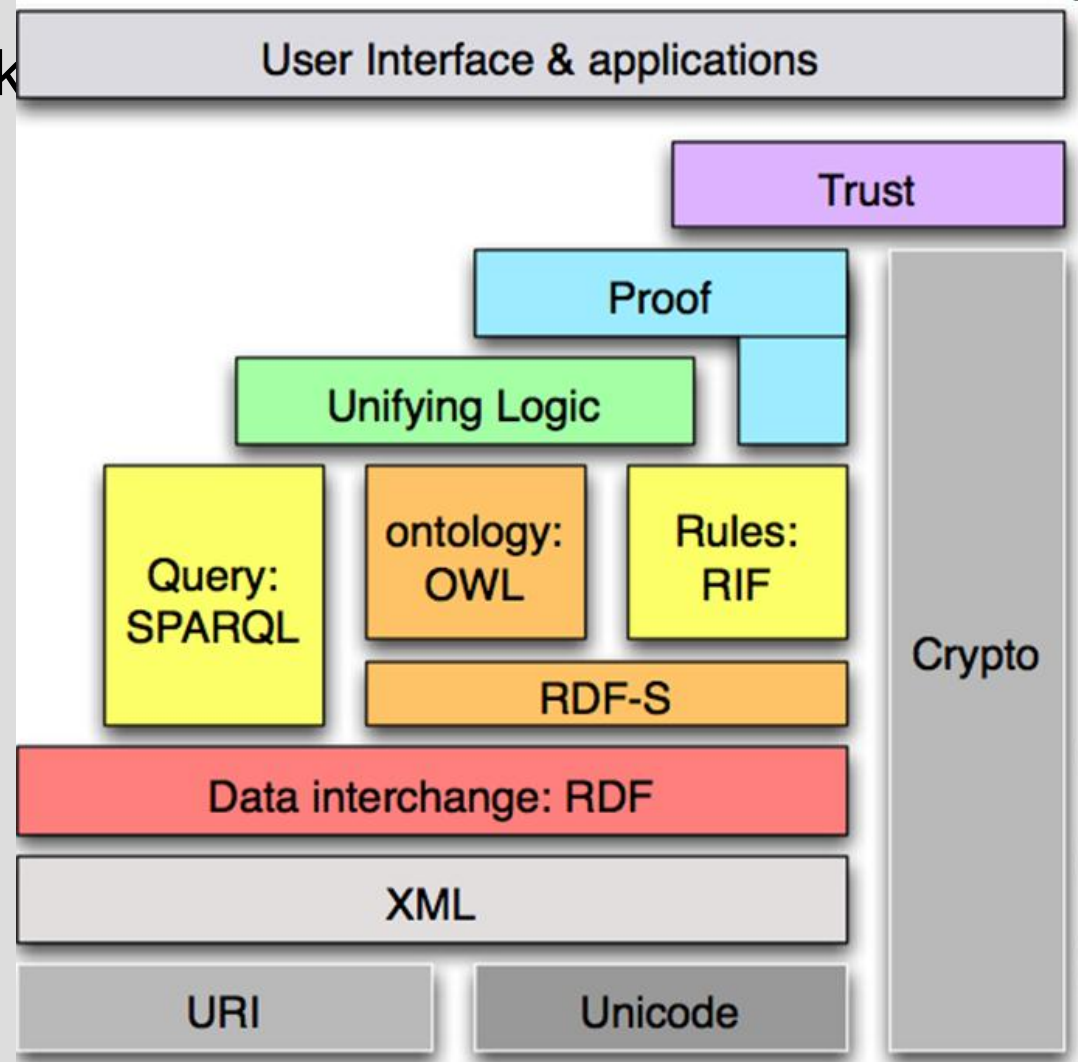 k
User Interface & applications
Trust
Proof
Unifying Logic
Query:
SPARQL
ontology:
OWL
Rules:
RIF
Crypto
RDF-S
Data interchange: RDF
XML
URI
Unicode